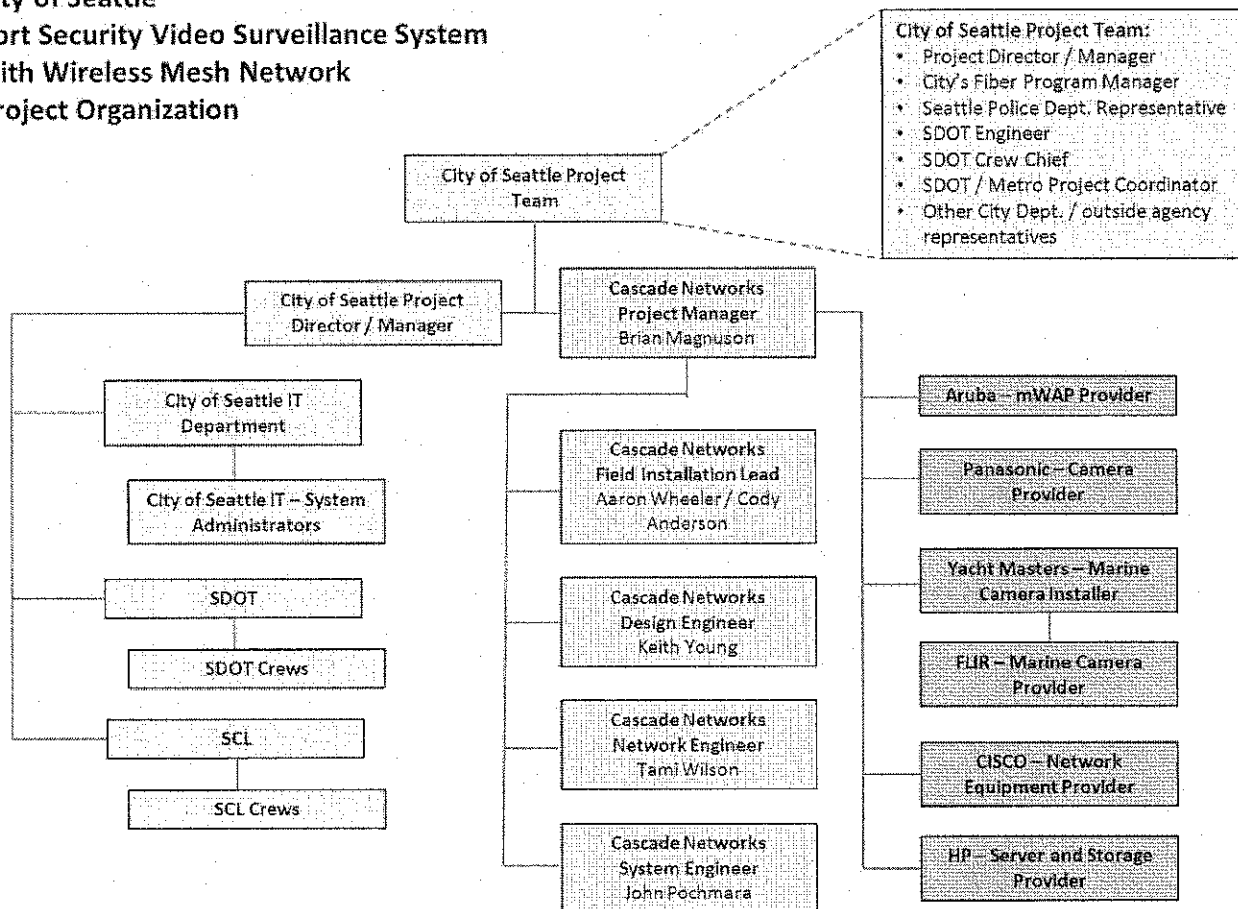 ity of Seattle
ort Security Video Surveillance System
ith Wireless Mesh Network
roject Organization
City of Seattle Project Team:
• Project Director / Manager
• City's Fiber Program Manager
• Seattle Police Dept. Representative
• SDOT Engineer
• SDOT Crew Chief
• SDOT / Metro Project Coordinator
• Other City Dept. / outside agency
representatives
City of Seattle Project
Team
City of Seattle Project
Director / Manager
Cascade Networks
Project Manager
Brian Magnuson
City of Seattle IT
Department
City of Seattle IT – System
Administrators
SDOT
SDOT Crews
SCL
SCL Crews
Cascade Networks
Field Installation Lead
Aaron Wheeler / Cody
Anderson
Cascade Networks
Design Engineer
Keith Young
Cascade Networks
Network Engineer
Tami Wilson
Cascade Networks
System Engineer
John Pochmara
Aruba – mWAP Provider
Panasonic – Camera
Provider
Yacht Masters – Marine
Camera Installer
FLIR – Marine Camera
Provider
CISCO – Network
Equipment Provider
HP – Server and Storage
Provider